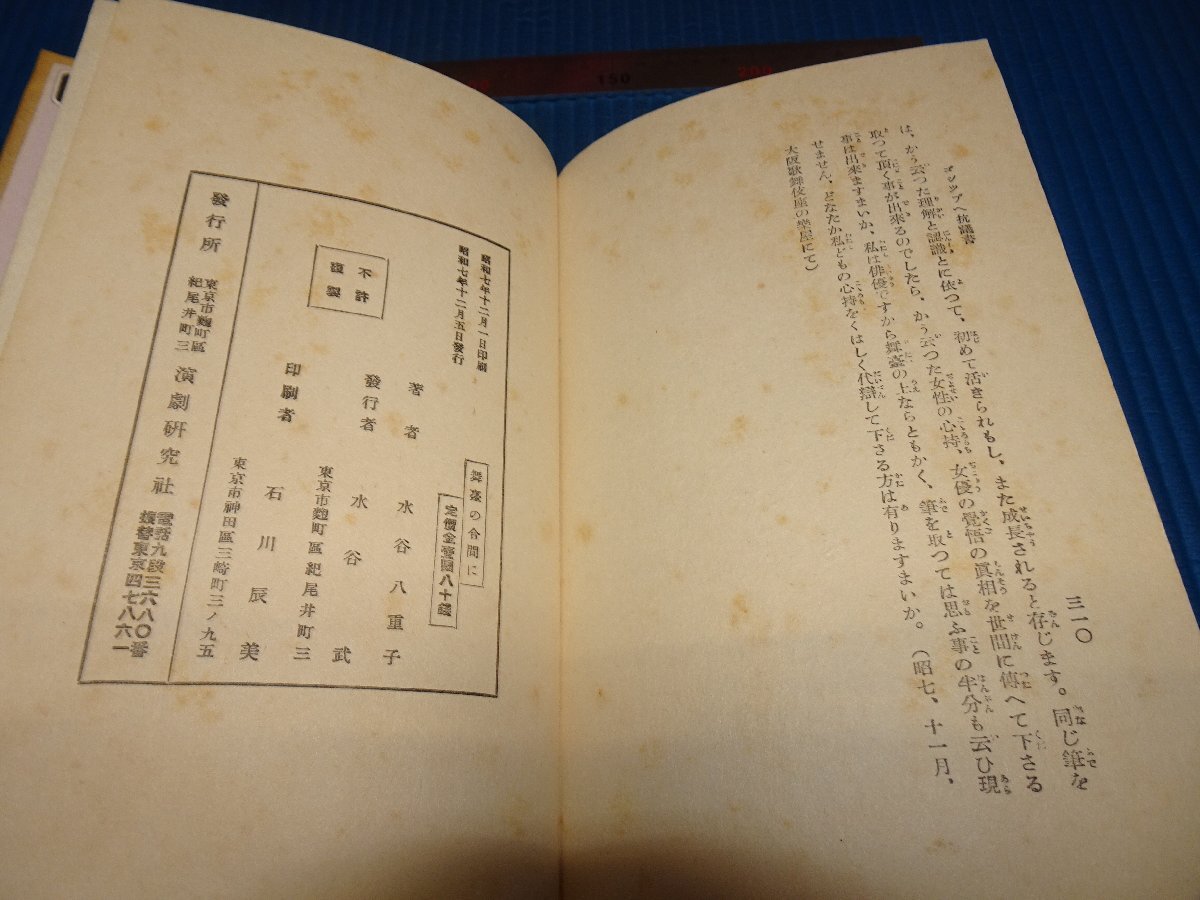 ゴシツプへ抗議書
三一〇
は、かう云つた理解と認識とに依つて、初めて活きられもし、また成長されると存じます。同じ筆を
取つて頂く事が出來るのでしたら、かう云つた女性の心持、女優の覺悟の眞相を世間に傳へて下さる
事は出來ますまいか、私は俳優ですから舞臺の上ならともかく、筆を取つては思ふ事の半分も云ひ現
せません、どなたか私どもの心持をくはしく代辯して下さる方は有りますまいか。(昭七、十一月、
大阪歌舞伎座の樂屋にて)
舞臺の合間に
定價金壹圓八十錢
昭和七年十二月一日印刷
昭和七年十二月五日發行
不許
複製
著者 水谷八重子
發行者 水谷武
東京市麴町區紀尾井町三
印刷者 石川辰美
東京市神田區三崎町三ノ九五
發行所 東京市麴町區紀尾井町三 演劇硏究社
電話九段三六八〇番
振替東京四七八六一
150
200